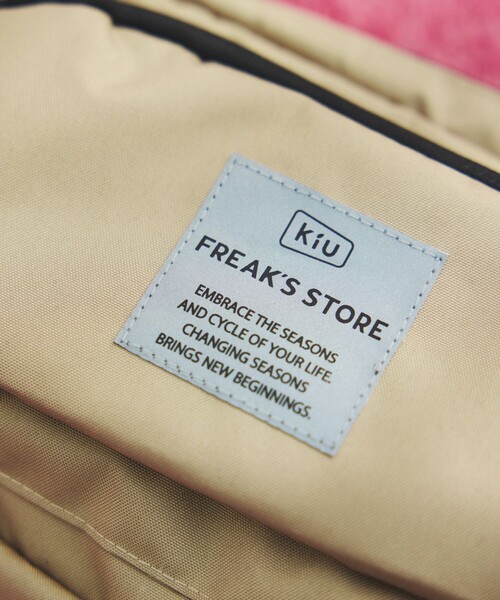 KiU
FREAK'S STORE
EMBRACE THE SEASONS
AND CYCLE OF YOUR LIFE.
CHANGING SEASONS
BRINGS NEW BEGINNINGS.